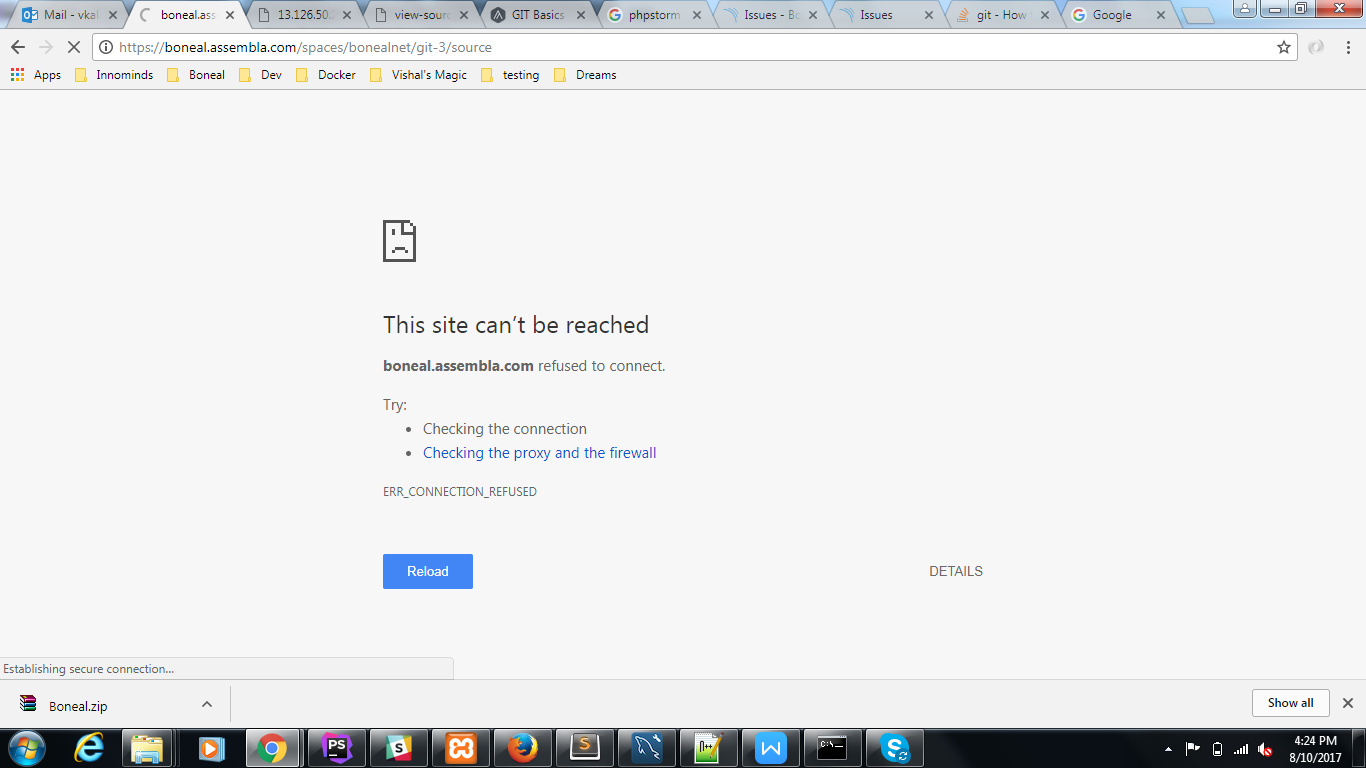 Mail - vkal
boneal.ass
13.126.50.
view-sourc
GIT Basics
phpstorm
Issues - Bo
Issues
git - How
Google
https://boneal.assembla.com/spaces/bonealnet/git-3/source
Apps
Innominds
Boneal
Dev
Docker
Vishal's Magic
testing
Dreams
This site can't be reached
boneal.assembla.com refused to connect.
Try:
• Checking the connection
• Checking the proxy and the firewall
ERR_CONNECTION_REFUSED
Reload
DETAILS
Establishing secure connection...
Boneal.zip
Show all
PS
S
S
n++
W
C:\
S
4:24 PM
8/10/2017